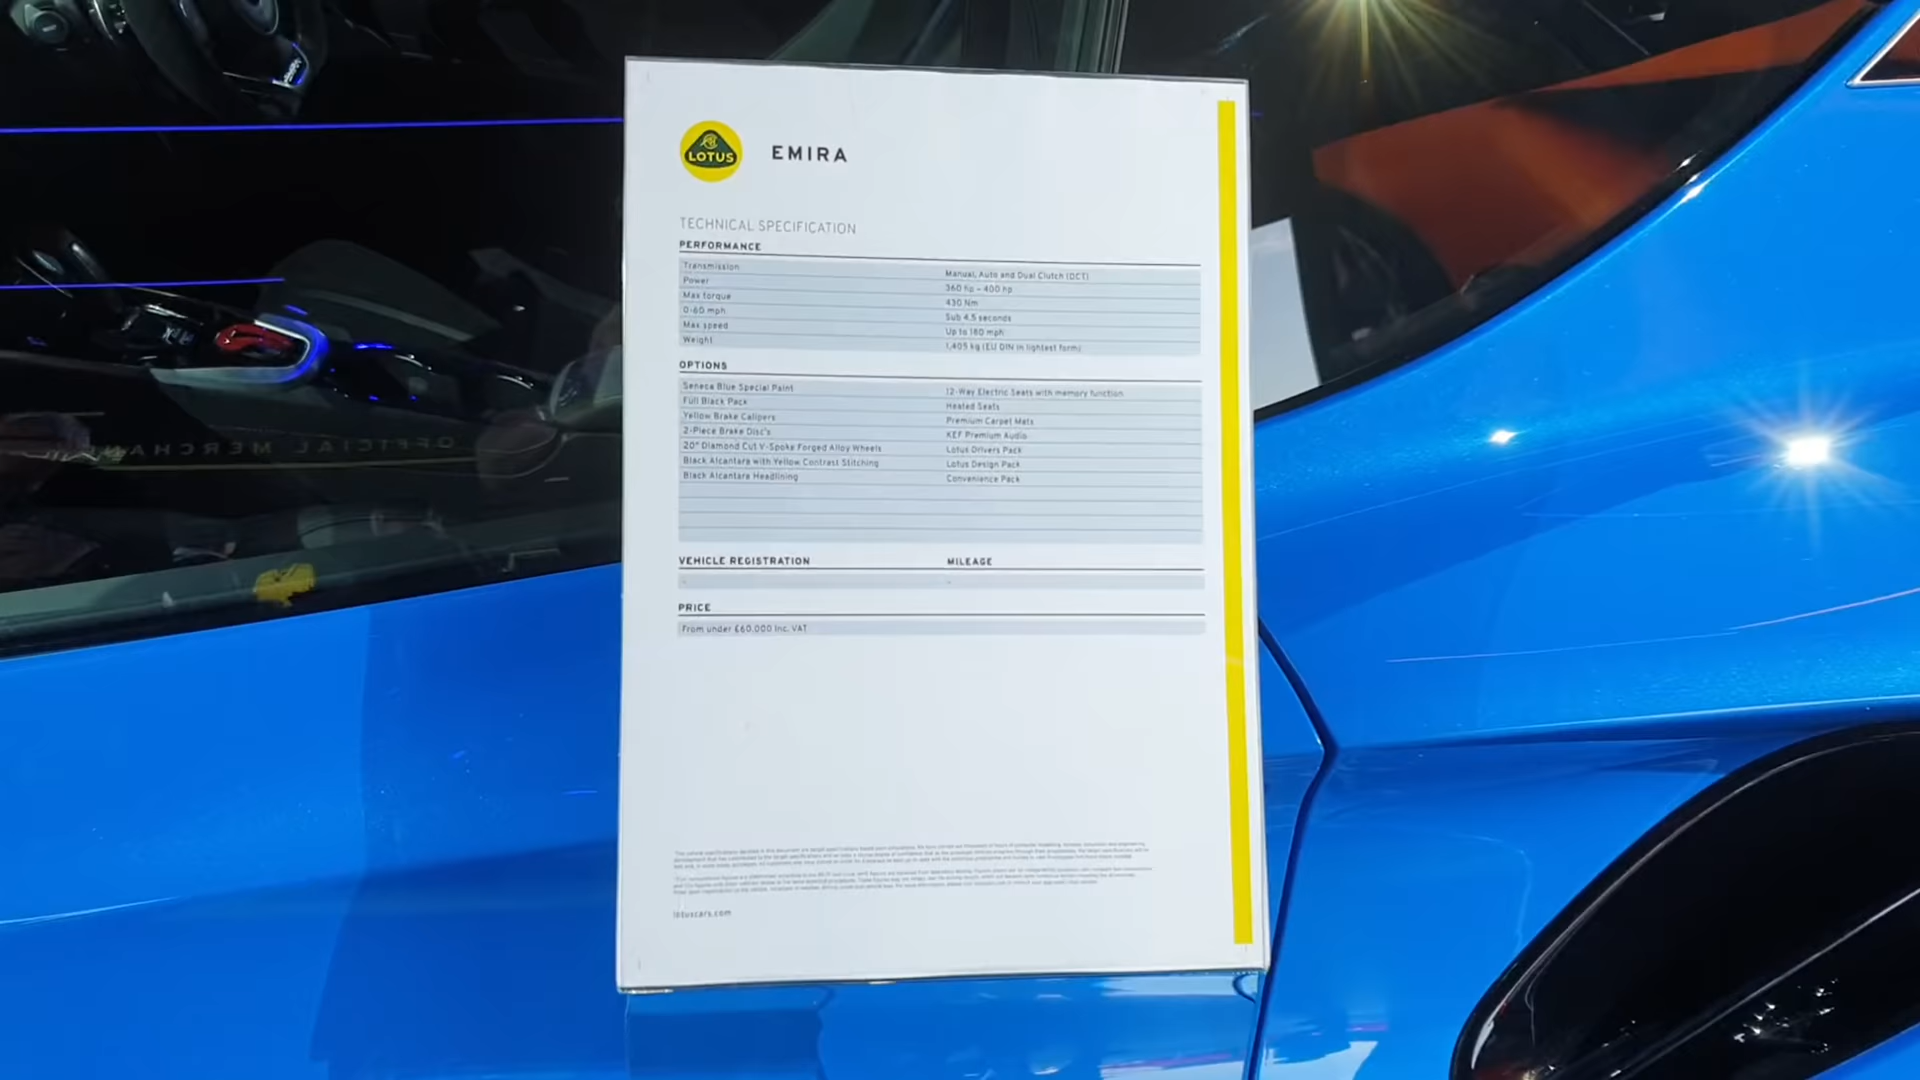 LOTUS
EMIRA
TECHNICAL SPECIFICATION
PERFORMANCE
Transmission Manual, Auto and Dual Clutch (DCT)
Power 360 hp – 400 hp
Max torque 430 Nm
0-60 mph Sub 4.5 seconds
Max speed Up to 180 mph
Weight 1,405 kg (EU DIN in lightest form)
OPTIONS
Seneca Blue Special Paint 12-Way Electric Seats with memory function
Full Black Pack Heated Seats
Yellow Brake Calipers Premium Carpet Mats
2-Piece Brake Disc's KEF Premium Audio
20" Diamond Cut V-Spoke Forged Alloy Wheels Lotus Drivers Pack
Black Alcantara with Yellow Contrast Stitching Lotus Design Pack
Black Alcantara Headlining Convenience Pack
VEHICLE REGISTRATION MILEAGE
- -
PRICE
From under £60,000 Inc. VAT
lotuscars.com
OFFICIAL MERCHAN